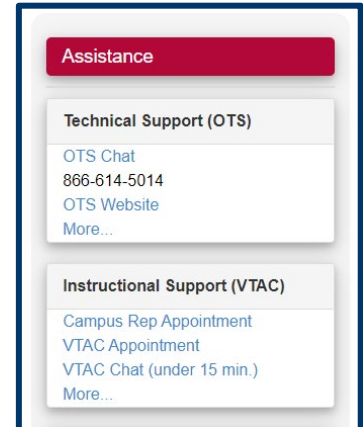 Assistance
Technical Support (OTS)
OTS Chat
866-614-5014
OTS Website
More...
Instructional Support (VTAC)
Campus Rep Appointment
VTAC Appointment
VTAC Chat (under 15 min.)
More...